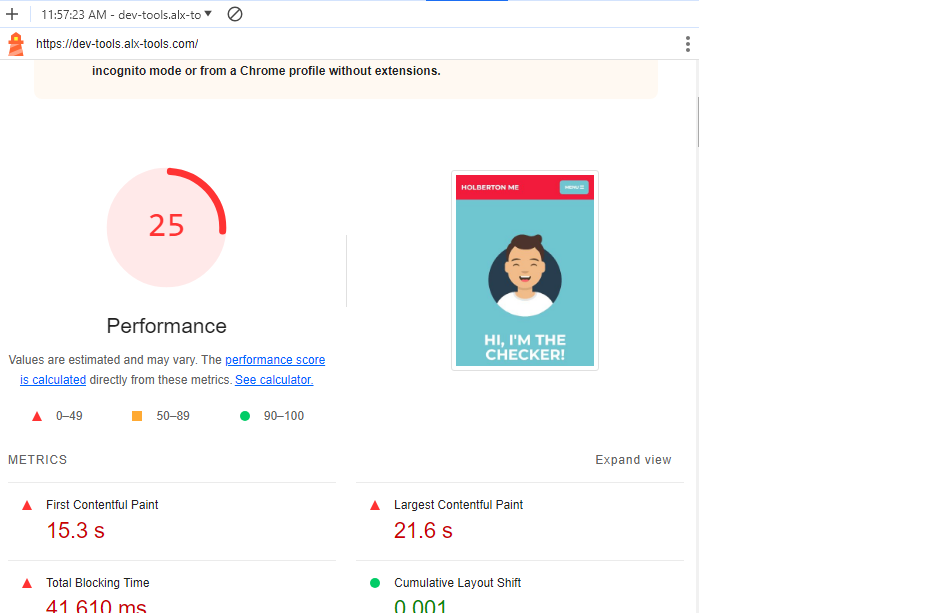 11:57:23 AM - dev-tools.alx-to
https://dev-tools.alx-tools.com/
incognito mode or from a Chrome profile without extensions.
25
Performance
Values are estimated and may vary. The performance score
is calculated directly from these metrics. See calculator.
0–49
50–89
90–100
HOLBERTON ME
MENU
HI, I'M THE
CHECKER!
METRICS
Expand view
First Contentful Paint
15.3 s
Largest Contentful Paint
21.6 s
Total Blocking Time
41,610 ms
Cumulative Layout Shift
0.001